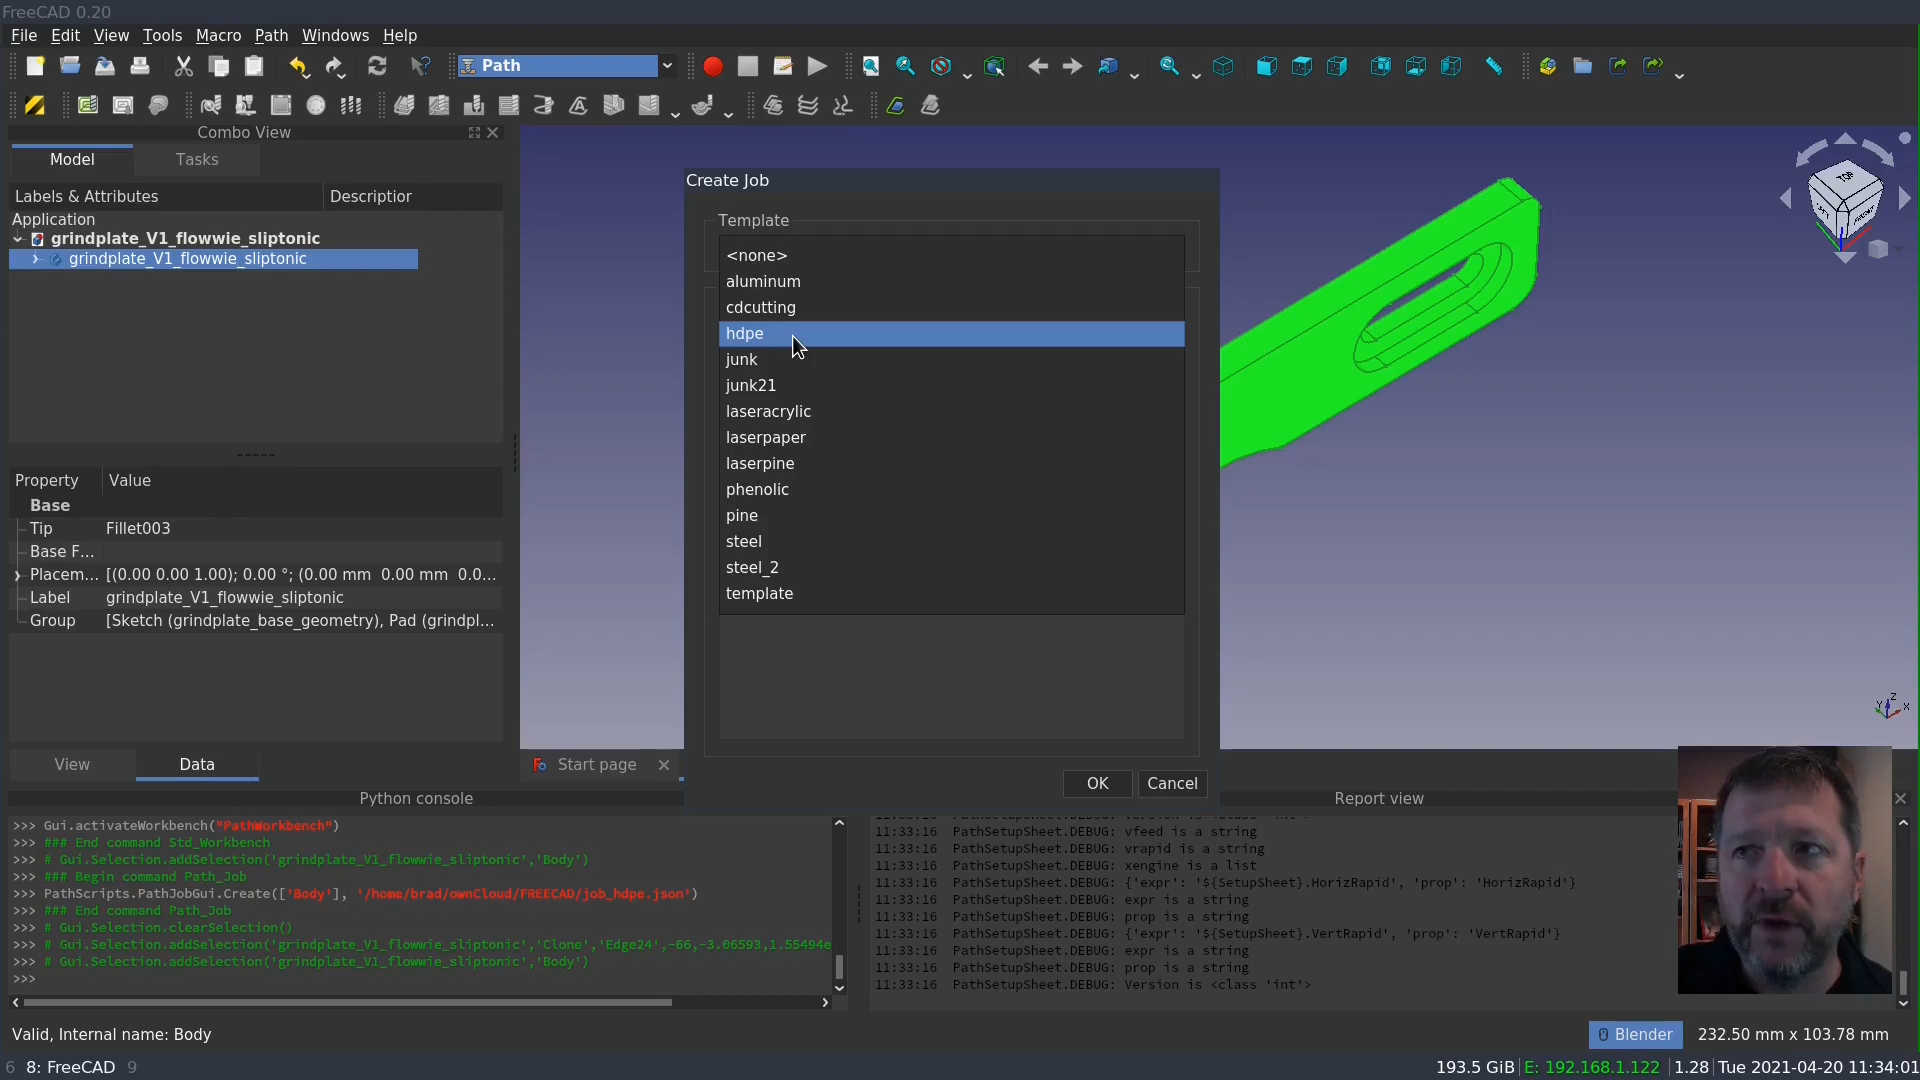 FreeCAD 0.20
File Edit View Tools Macro Path Windows Help
Path
Combo View
Model Tasks
Labels & Attributes Descriptior
Application
grindplate_V1_flowwie_sliptonic
grindplate_V1_flowwie_sliptonic
Property Value
Base
Tip Fillet003
Base F...
Placem... [(0.00 0.00 1.00); 0.00 °; (0.00 mm 0.00 mm 0.0...
Label grindplate_V1_flowwie_sliptonic
Group [Sketch (grindplate_base_geometry), Pad (grindpl...
View Data
Create Job
Template
<none>
aluminum
cdcutting
hdpe
junk
junk21
laseracrylic
laserpaper
laserpine
phenolic
pine
steel
steel_2
template
OK Cancel
TOP
Z
Y X
Start page
Python console
>>> Gui.activateWorkbench("PathWorkbench")
>>> ### End command Std_Workbench
>>> # Gui.Selection.addSelection('grindplate_V1_flowwie_sliptonic','Body')
>>> ### Begin command Path_Job
>>> PathScripts.PathJobGui.Create(['Body'], '/home/brad/ownCloud/FREECAD/job_hdpe.json')
>>> ### End command Path_Job
>>> # Gui.Selection.clearSelection()
>>> # Gui.Selection.addSelection('grindplate_V1_flowwie_sliptonic','Clone','Edge24',-66,-3.06593,1.55494e
>>> # Gui.Selection.addSelection('grindplate_V1_flowwie_sliptonic','Body')
>>>
Report view
11:33:16 PathSetupSheet.DEBUG: Version is <class 'int'>
11:33:16 PathSetupSheet.DEBUG: vfeed is a string
11:33:16 PathSetupSheet.DEBUG: vrapid is a string
11:33:16 PathSetupSheet.DEBUG: xengine is a list
11:33:16 PathSetupSheet.DEBUG: {'expr': '${SetupSheet}.HorizRapid', 'prop': 'HorizRapid'}
11:33:16 PathSetupSheet.DEBUG: expr is a string
11:33:16 PathSetupSheet.DEBUG: prop is a string
11:33:16 PathSetupSheet.DEBUG: {'expr': '${SetupSheet}.VertRapid', 'prop': 'VertRapid'}
11:33:16 PathSetupSheet.DEBUG: expr is a string
11:33:16 PathSetupSheet.DEBUG: prop is a string
11:33:16 PathSetupSheet.DEBUG: Version is <class 'int'>
Valid, Internal name: Body
Blender 232.50 mm x 103.78 mm
6 8: FreeCAD 9
193.5 GiB E: 192.168.1.122 1.28 Tue 2021-04-20 11:34:01